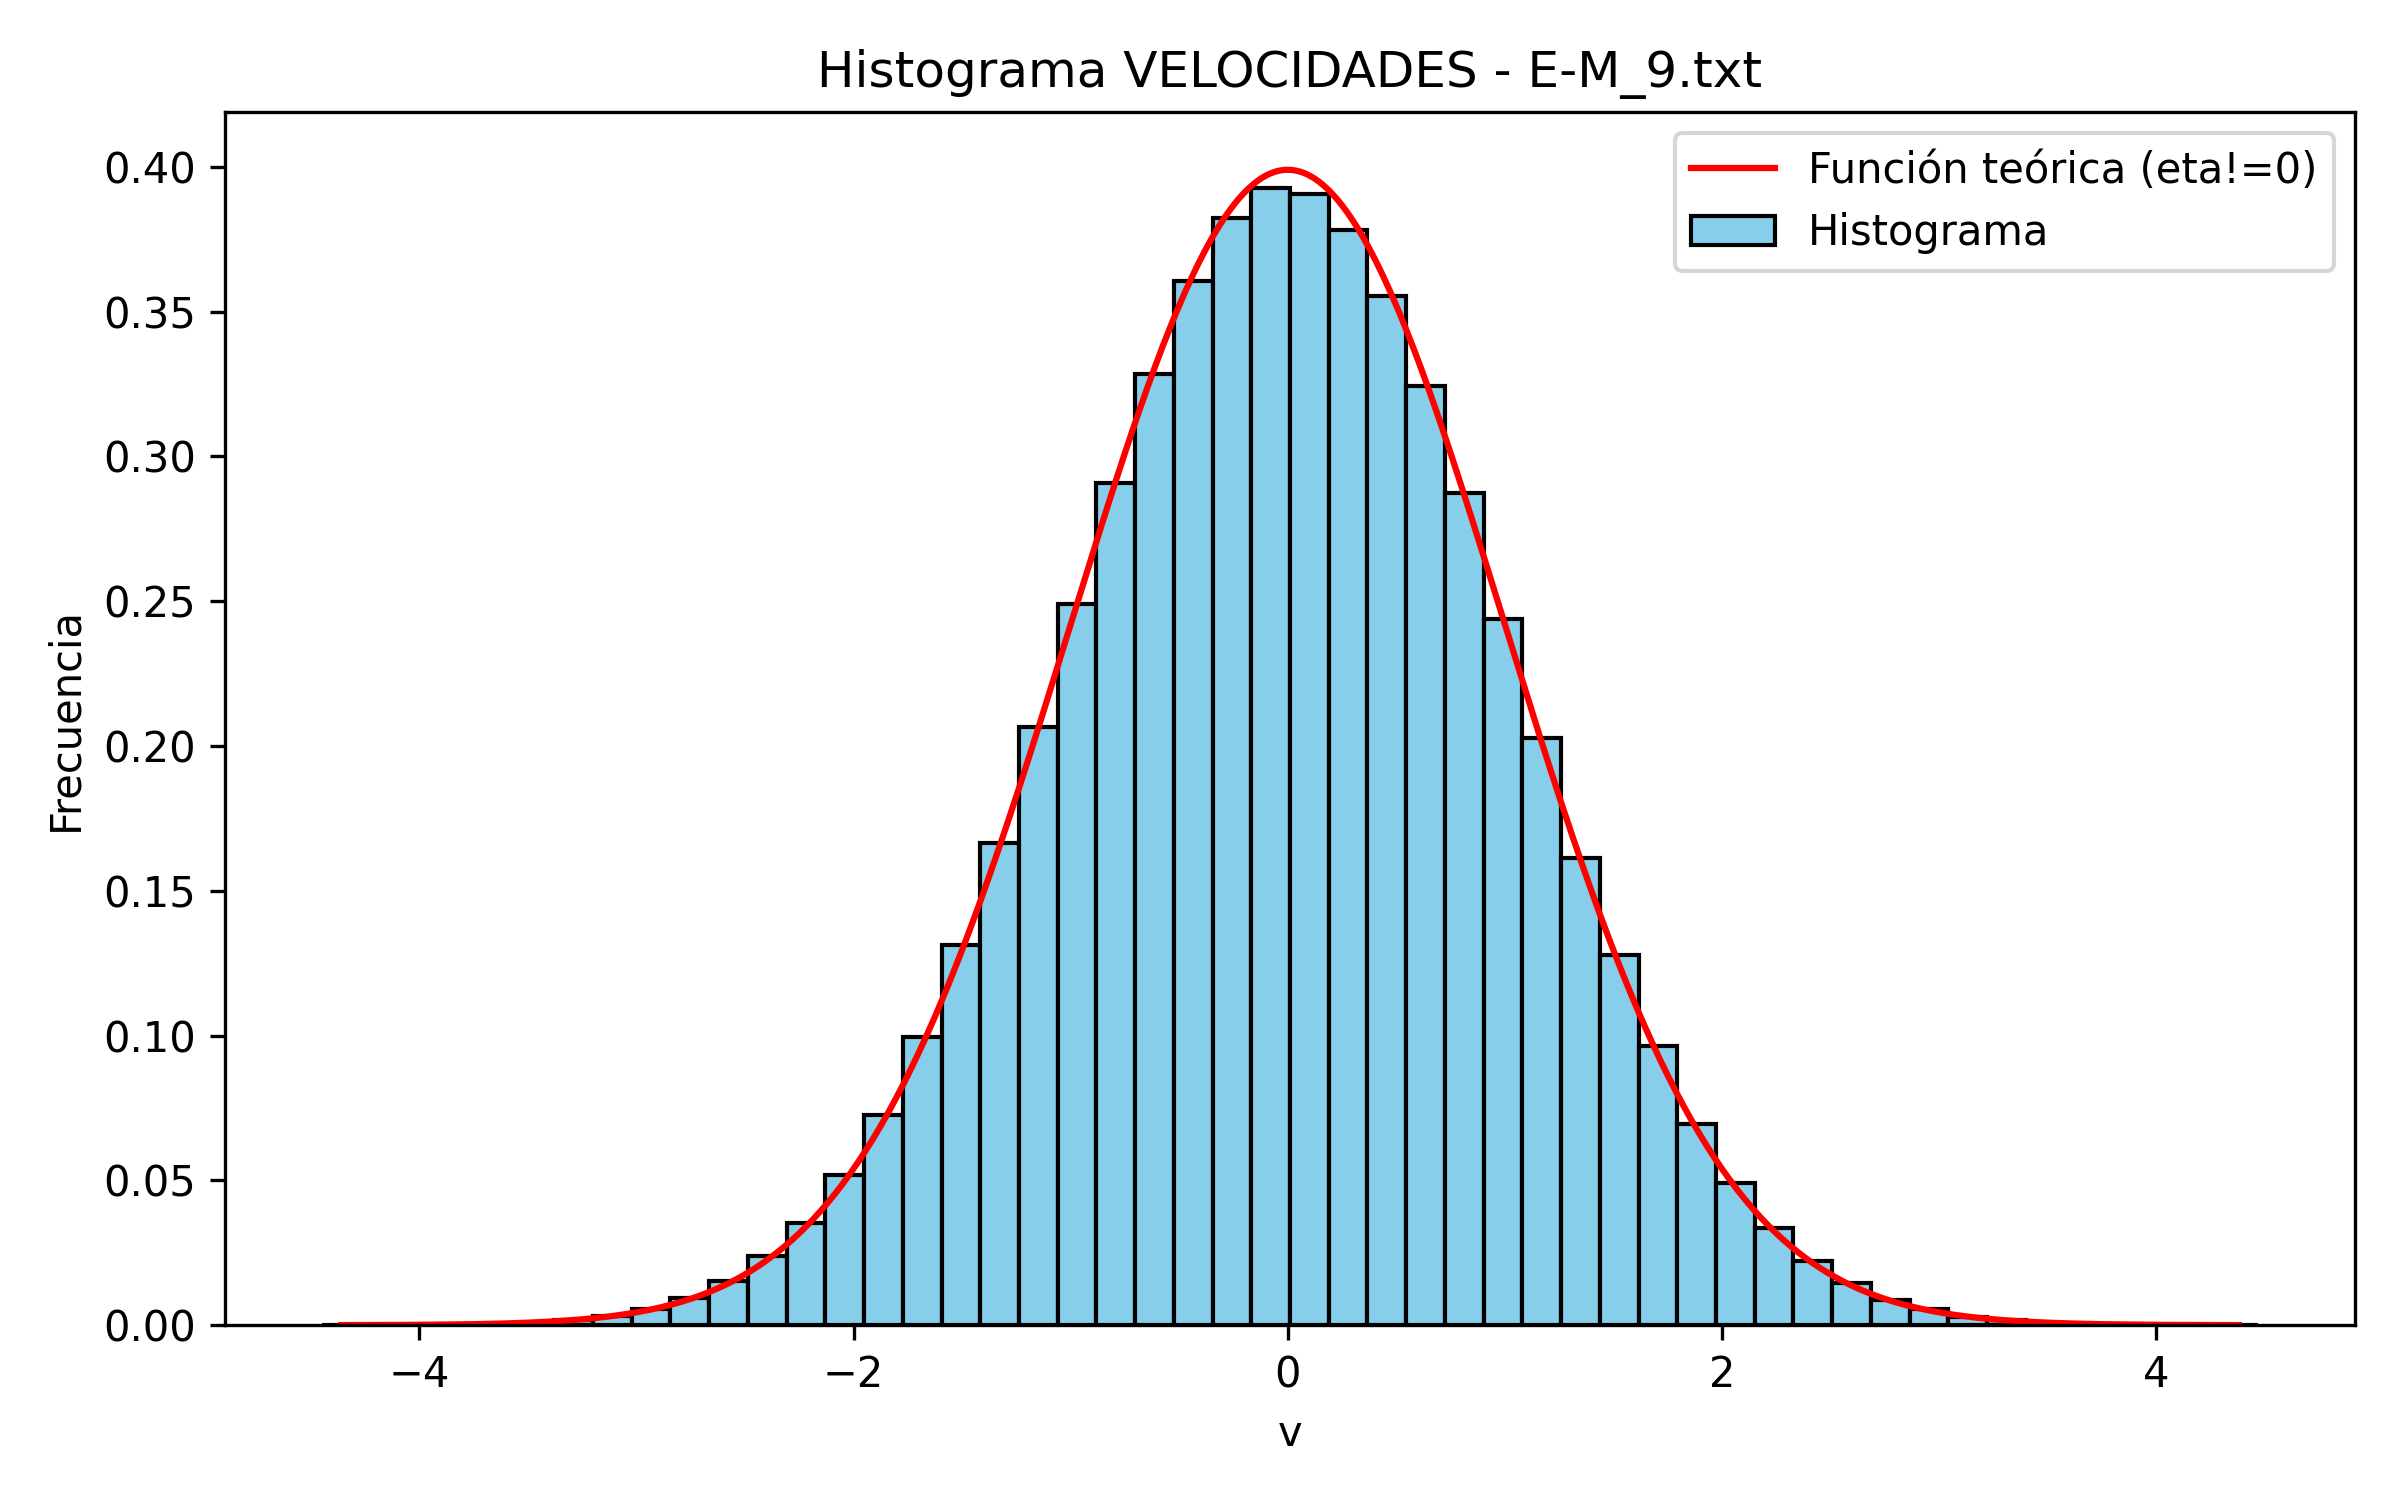 Histograma VELOCIDADES - E-M_9.txt
Función teórica (eta!=0)
Histograma
0.40
0.35
0.30
0.25
0.20
0.15
0.10
0.05
0.00
Frecuencia
−4 −2 0 2 4
v